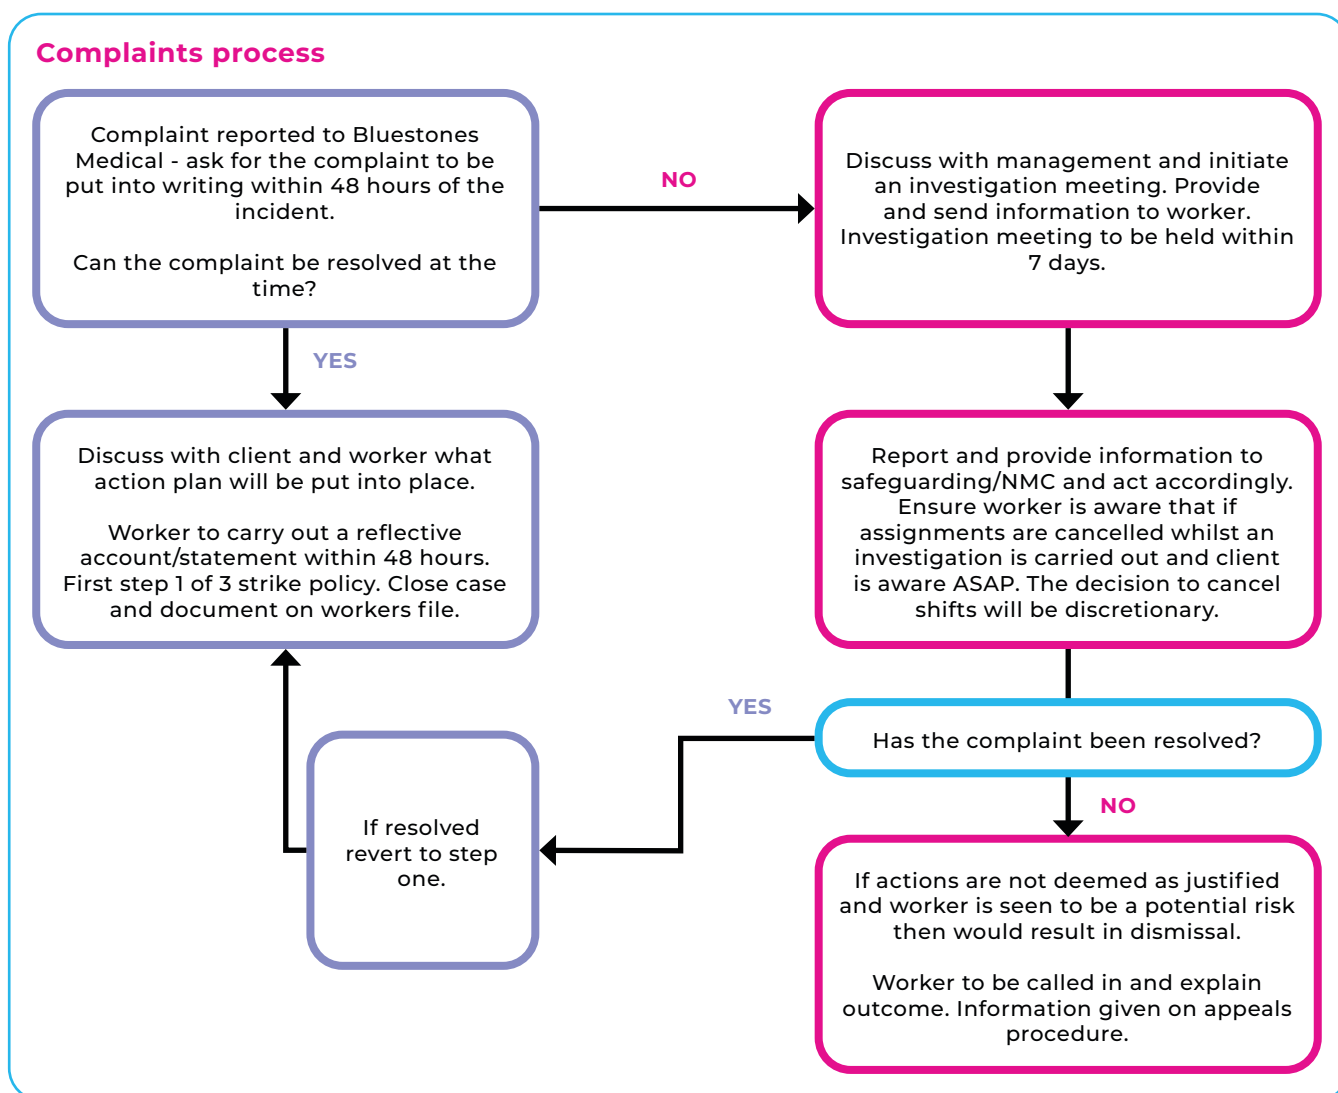 Complaints process
Complaint reported to Bluestones
Medical - ask for the complaint to be
put into writing within 48 hours of the
incident.
Can the complaint be resolved at the
time?
NO
Discuss with management and initiate
an investigation meeting. Provide
and send information to worker.
Investigation meeting to be held within
7 days.
YES
Discuss with client and worker what
action plan will be put into place.
Worker to carry out a reflective
account/statement within 48 hours.
First step 1 of 3 strike policy. Close case
and document on workers file.
Report and provide information to
safeguarding/NMC and act accordingly.
Ensure worker is aware that if
assignments are cancelled whilst an
investigation is carried out and client
is aware ASAP. The decision to cancel
shifts will be discretionary.
YES
Has the complaint been resolved?
If resolved
revert to step
one.
NO
If actions are not deemed as justified
and worker is seen to be a potential risk
then would result in dismissal.
Worker to be called in and explain
outcome. Information given on appeals
procedure.